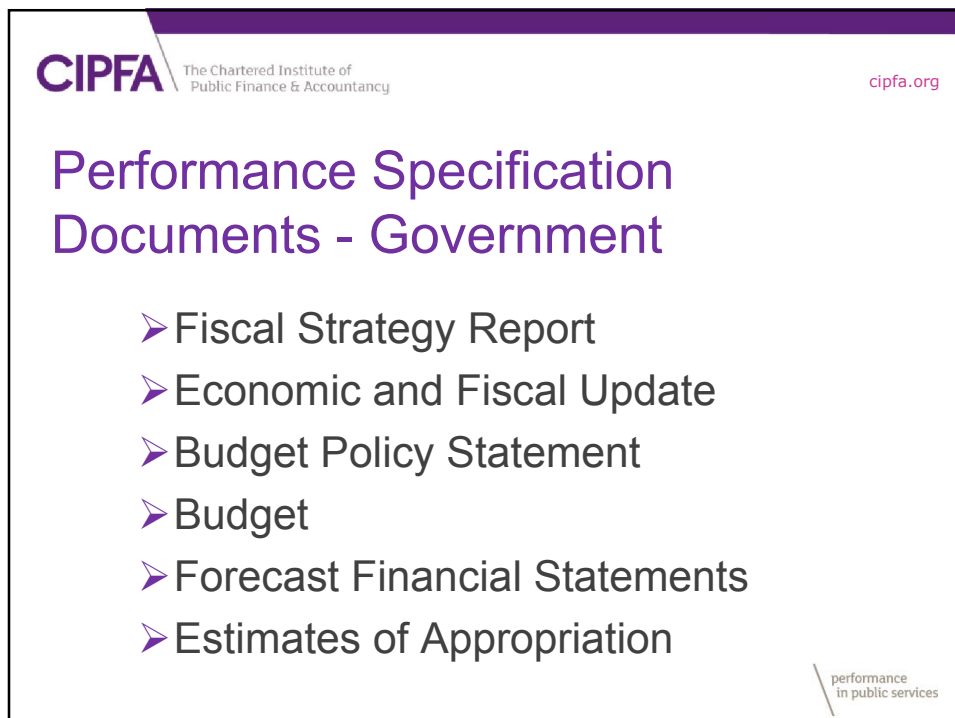 CIPFA
The Chartered Institute of
Public Finance & Accountancy
cipfa.org
Performance Specification
Documents - Government
➢Fiscal Strategy Report
➢Economic and Fiscal Update
➢Budget Policy Statement
➢Budget
➢Forecast Financial Statements
➢Estimates of Appropriation
performance
in public services